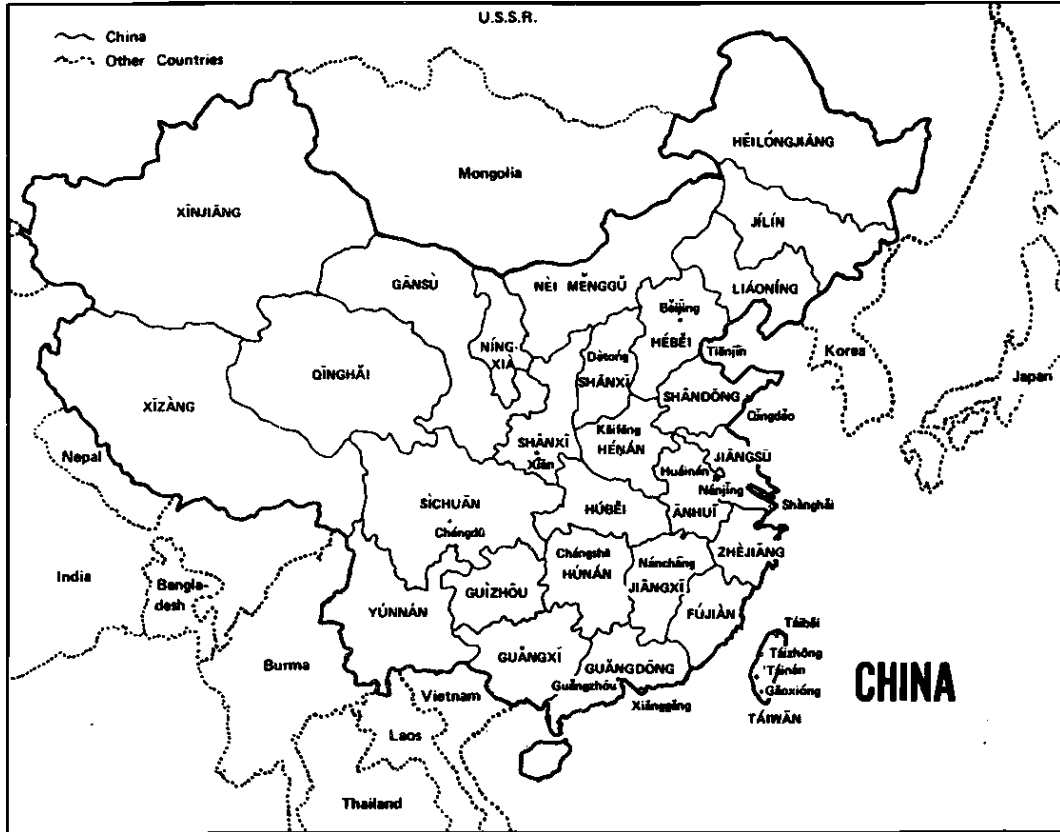 U.S.S.R.
China
Other Countries
HĒILÓNGJIĀNG
Mongolia
XĪNJIĀNG
JÍLÍN
GĀNSÙ
NÈI MĚNGGŬ
LIÁONÍNG
Běijīng
HÉBĚI
NÍNG-
XIÀ
Dàtóng
Tiānjīn
Korea
QĪNGHĂI
SHĀNXĪ
Japan
XĪZÀNG
SHĀNDŌNG
Qīngdǎo
Kāifēng
SHĂNXĪ
HÉNÁN
JIĀNGSŪ
Nepal
Xīān
Huáinán
Nánjīng
SÌCHUĀN
HÚBĚI
ĀNHUĪ
Shànghǎi
Chéngdū
ZHÈJIĀNG
Chángshā
Nánchāng
India
Bangla-
desh
HÚNÁN
GUÌZHŌU
JIĀNGXĪ
YÚNNÁN
FÚJIÀN
Táiběi
GUĂNGXĪ
Táizhōng
Burma
GUĂNGDŌNG
Táinán
CHINA
Vietnam
Guǎngzhōu
Gāoxióng
Xiānggǎng
TÁIWĀN
Laos
Thailand